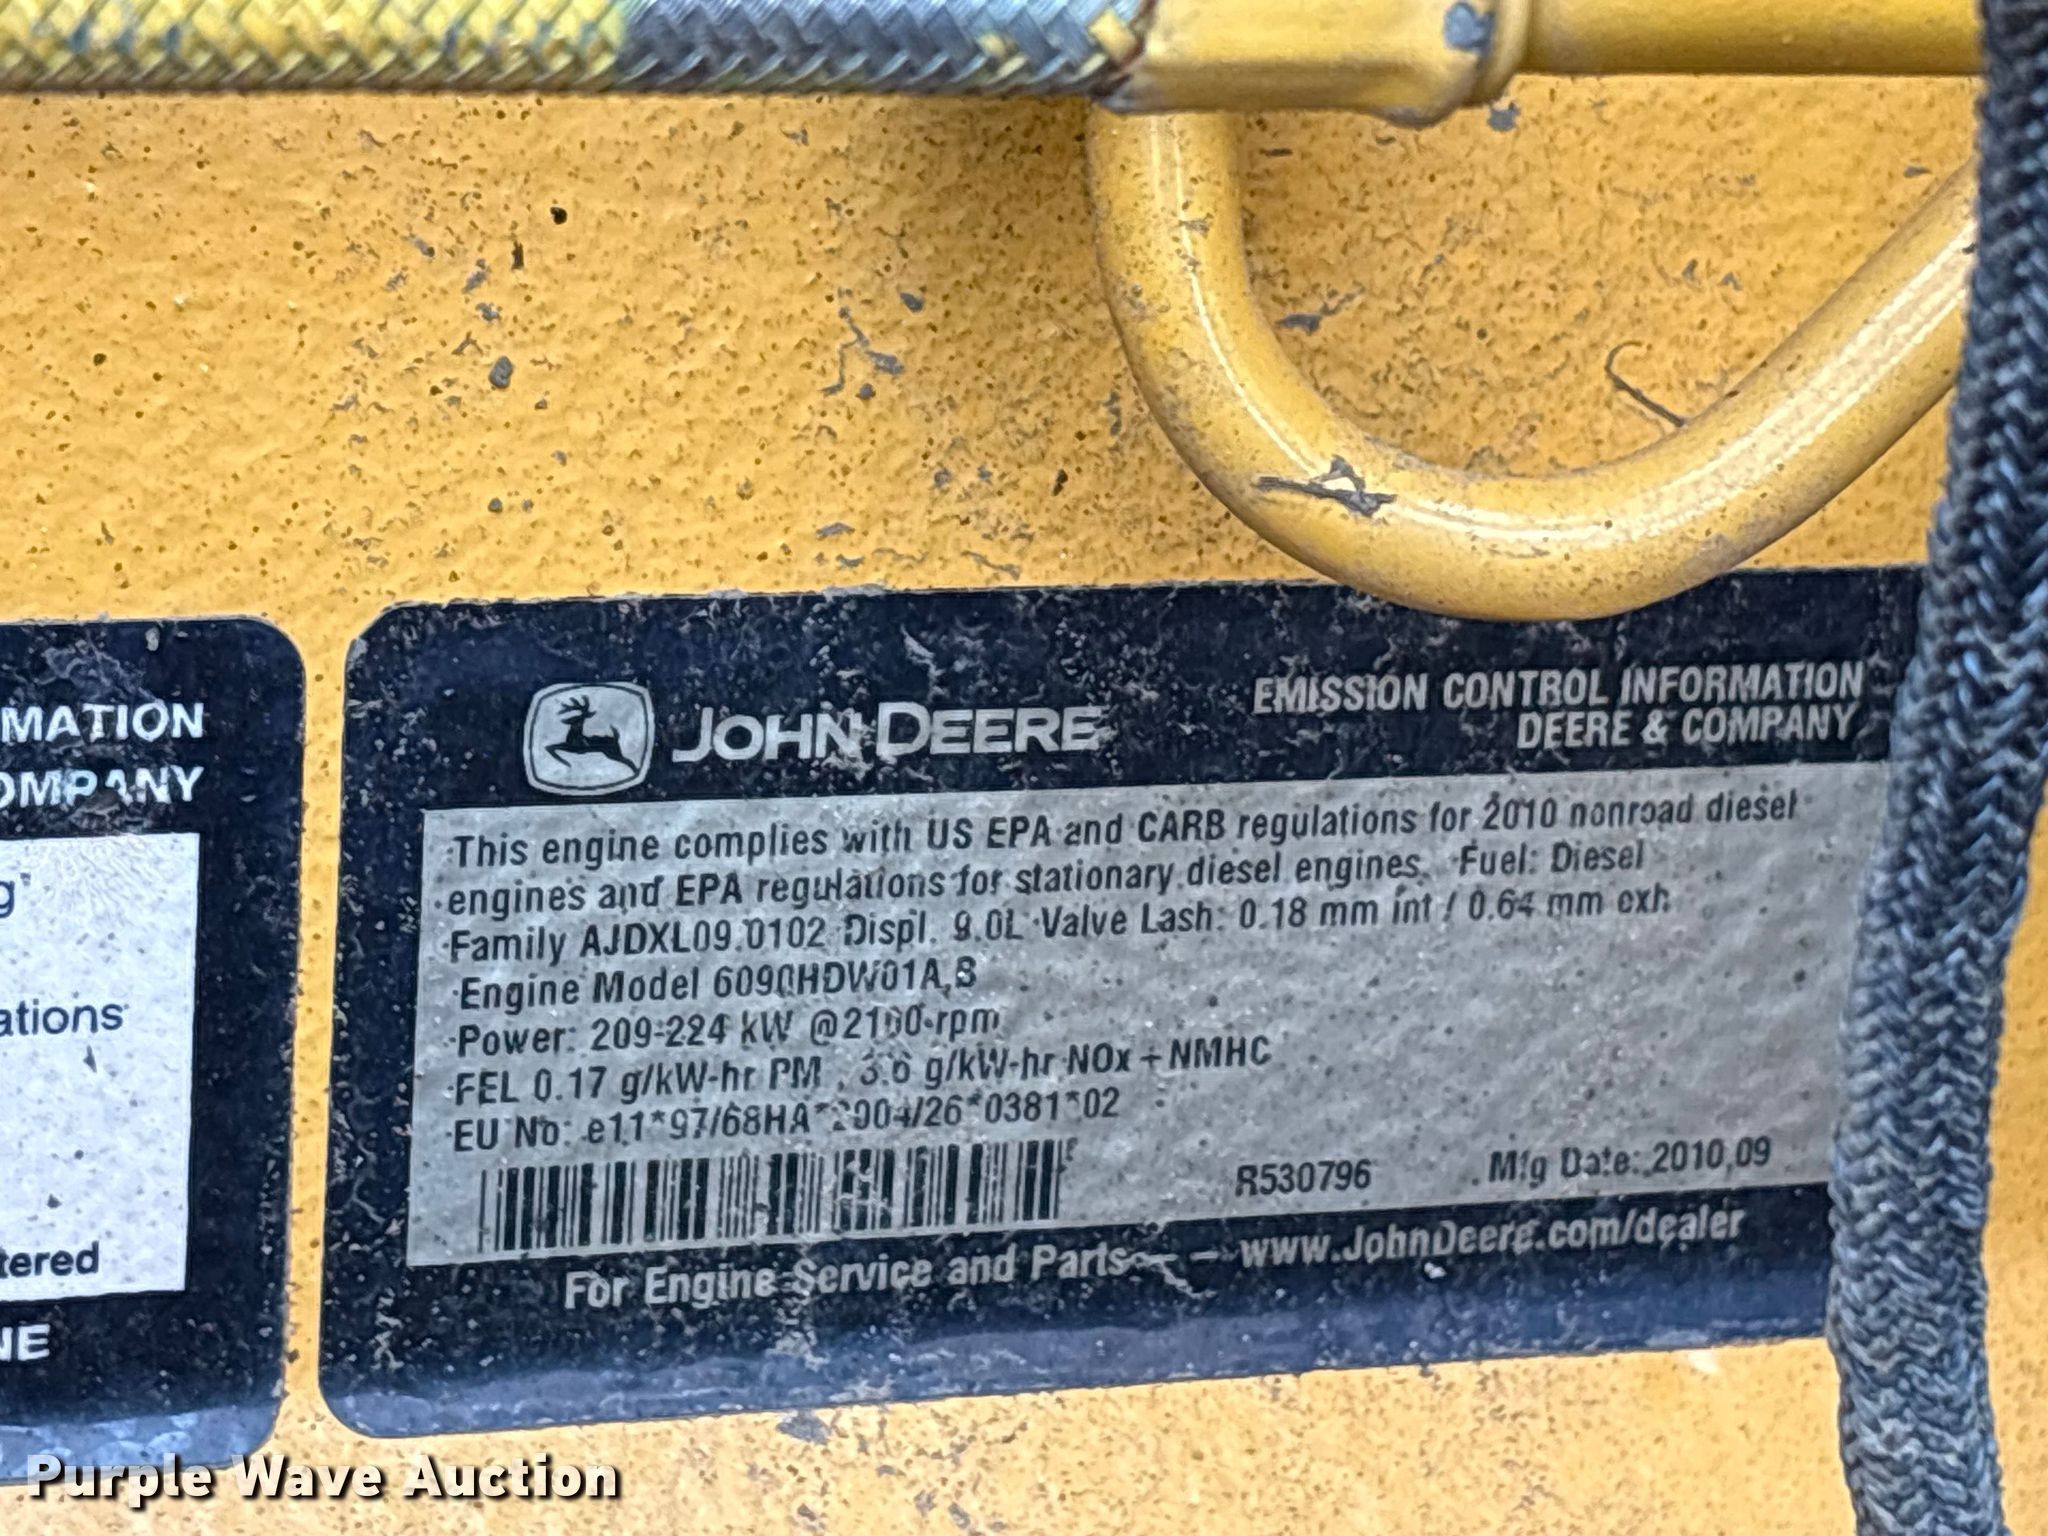 MATION
OMPANY
g
ations
tered
NE
JOHN DEERE
EMISSION CONTROL INFORMATION
DEERE & COMPANY
This engine complies with US EPA and CARB regulations for 2010 nonroad diesel
engines and EPA regulations for stationary diesel engines. Fuel: Diesel
Family AJDXL09.0102 Displ. 9.0L Valve Lash: 0.18 mm int / 0.64 mm exh
Engine Model 6090HDW01A,B
Power: 209-224 kW @2100 rpm
FEL 0.17 g/kW-hr PM , 3.6 g/kW-hr NOx + NMHC
EU No: e11*97/68HA*2004/26*0381*02
R530796 Mfg Date: 2010,09
For Engine Service and Parts - - www.JohnDeere.com/dealer
Purple Wave Auction